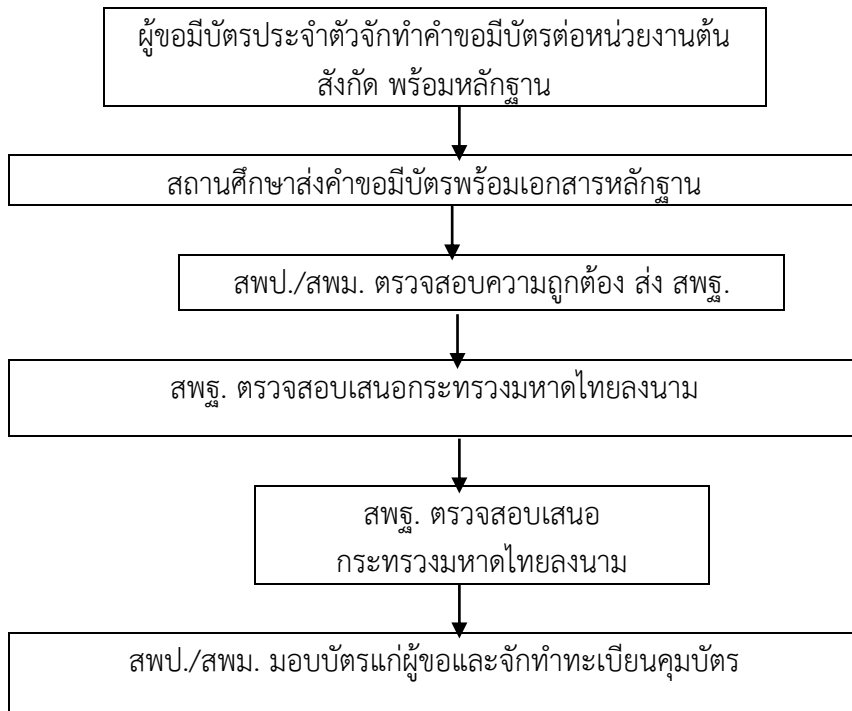 ผู้ขอมีบัตรประจำตัวจักทำคำขอมีบัตรต่อหน่วยงานต้น
สังกัด พร้อมหลักฐาน
สถานศึกษาส่งคำขอมีบัตรพร้อมเอกสารหลักฐาน
สพป./สพม. ตรวจสอบความถูกต้อง ส่ง สพฐ.
สพฐ. ตรวจสอบเสนอกระทรวงมหาดไทยลงนาม
สพฐ. ตรวจสอบเสนอ
กระทรวงมหาดไทยลงนาม
สพป./สพม. มอบบัตรแก่ผู้ขอและจักทำทะเบียนคุมบัตร